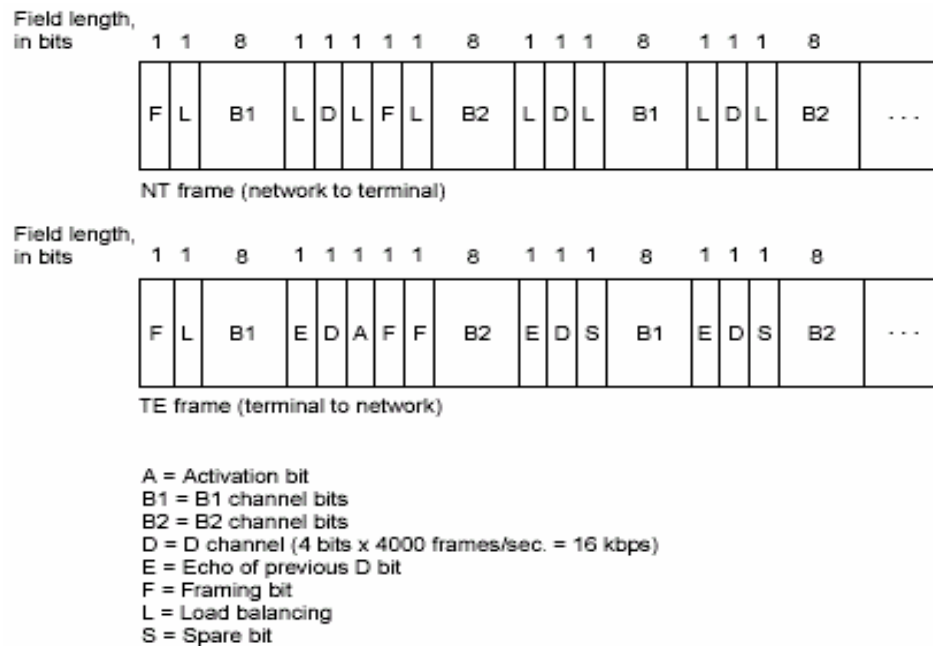 Field length,
in bits 1 1 8 1 1 1 1 1 8 1 1 1 8 1 1 1 8
F L B1 L D L F L B2 L D L B1 L D L B2 . . .
NT frame (network to terminal)
Field length,
in bits 1 1 8 1 1 1 1 1 8 1 1 1 8 1 1 1 8
F L B1 E D A F F B2 E D S B1 E D S B2 . . .
TE frame (terminal to network)
A = Activation bit
B1 = B1 channel bits
B2 = B2 channel bits
D = D channel (4 bits x 4000 frames/sec. = 16 kbps)
E = Echo of previous D bit
F = Framing bit
L = Load balancing
S = Spare bit